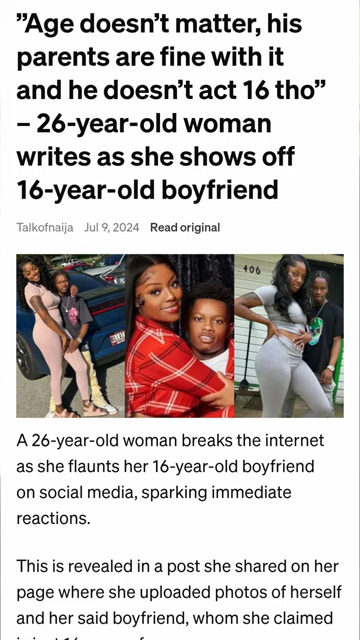 ”Age doesn’t matter, his
parents are fine with it
and he doesn’t act 16 tho”
– 26-year-old woman
writes as she shows off
16-year-old boyfriend
Talkofnaija Jul 9, 2024 Read original
406
A 26-year-old woman breaks the internet
as she flaunts her 16-year-old boyfriend
on social media, sparking immediate
reactions.
This is revealed in a post she shared on her
page where she uploaded photos of herself
and her said boyfriend, whom she claimed